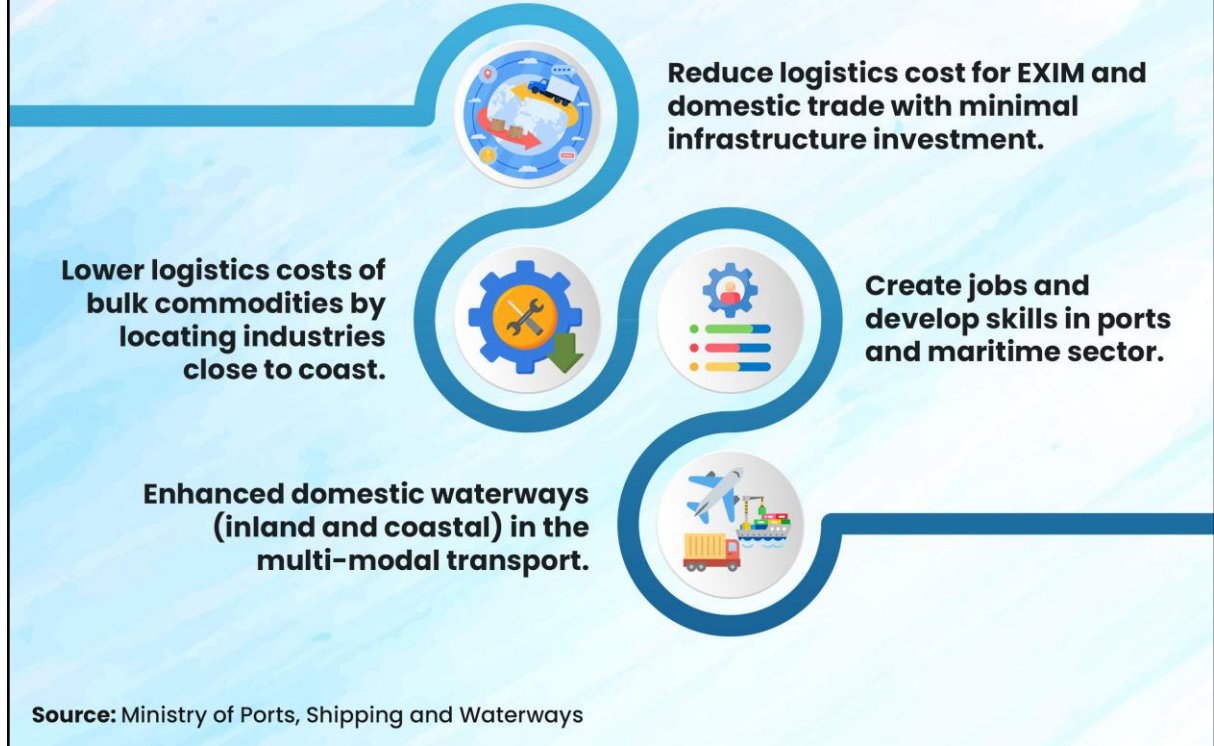 Reduce logistics cost for EXIM and
domestic trade with minimal
infrastructure investment.
Lower logistics costs of
bulk commodities by
locating industries
close to coast.
Create jobs and
develop skills in ports
and maritime sector.
Enhanced domestic waterways
(inland and coastal) in the
multi-modal transport.
Source: Ministry of Ports, Shipping and Waterways